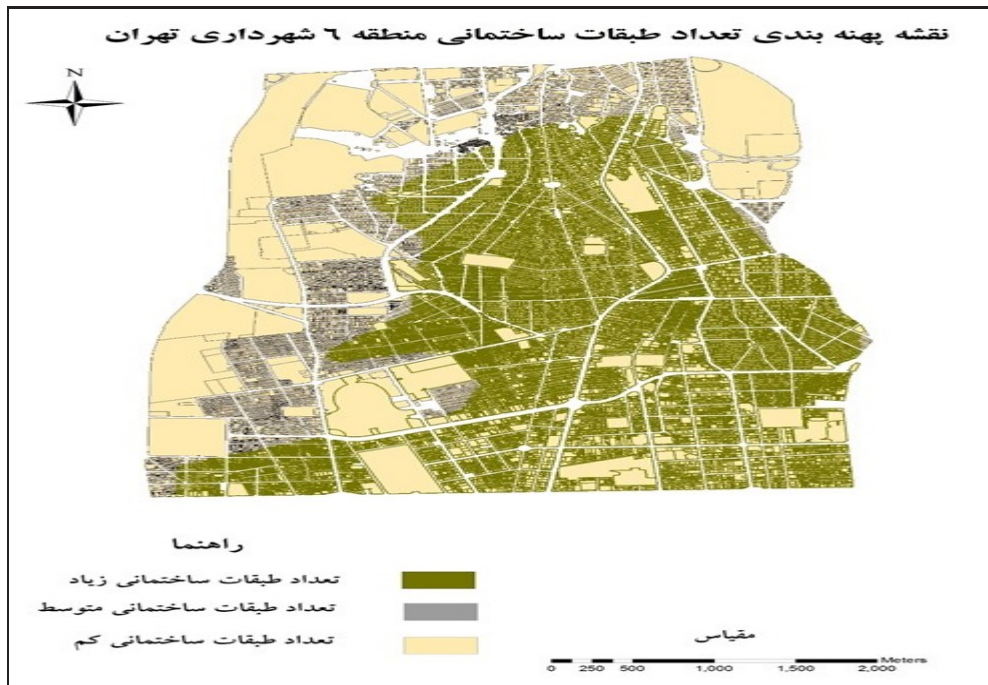 نقشه پهنه بندی تعداد طبقات ساختمانی منطقه ٦ شهرداری تهران
N
راهنما
تعداد طبقات ساختمانی زیاد
تعداد طبقات ساختمانی متوسط
تعداد طبقات ساختمانی کم
مقیاس
Meters
0 250 500 1,000 1,500 2,000